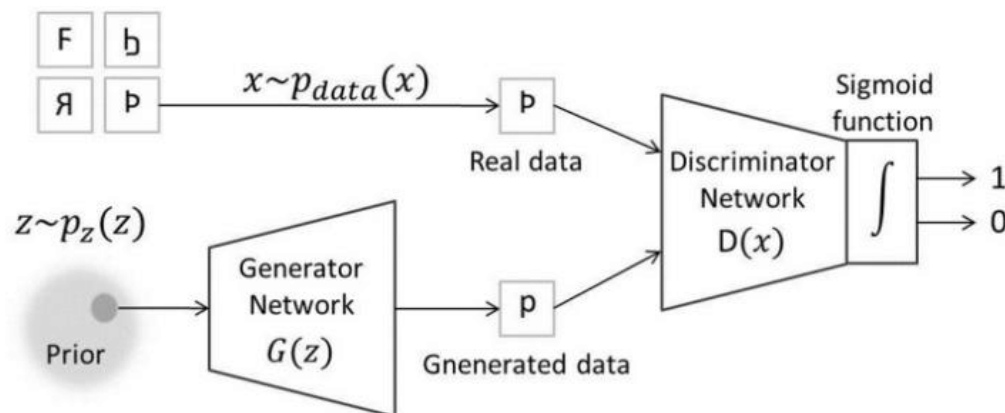 F ђ
Я Þ
x~p_data(x)
Þ
Real data
Sigmoid
function
Discriminator
Network
D(x)
∫
1
0
z~p_z(z)
Prior
Generator
Network
G(z)
p
Gnenerated data